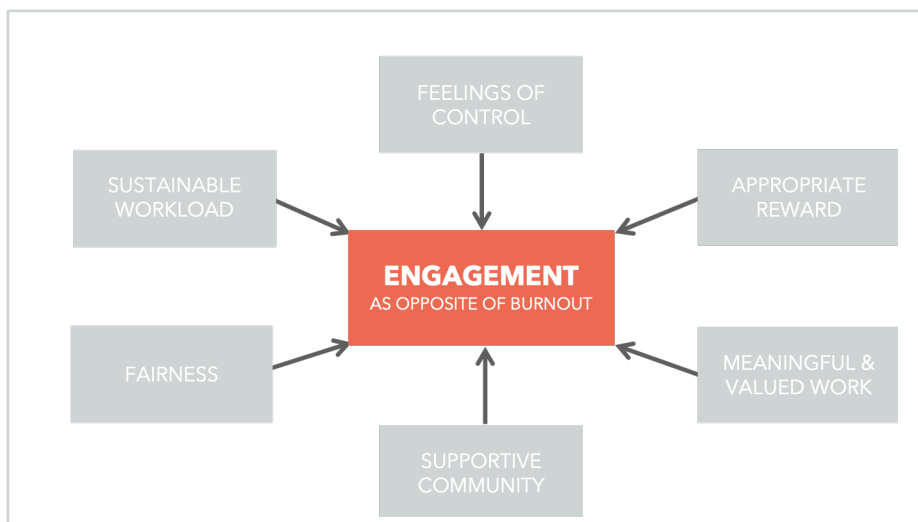 FEELINGS OF
CONTROL
SUSTAINABLE
WORKLOAD
APPROPRIATE
REWARD
ENGAGEMENT
AS OPPOSITE OF BURNOUT
FAIRNESS
MEANINGFUL &
VALUED WORK
SUPPORTIVE
COMMUNITY